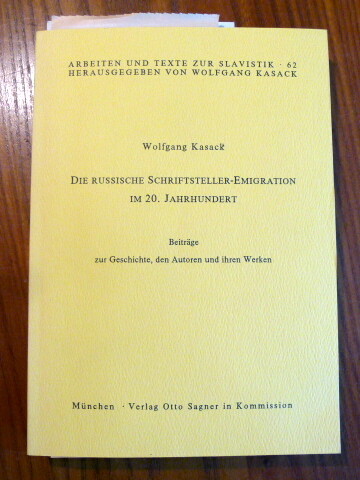 ARBEITEN UND TEXTE ZUR SLAVISTIK · 62
HERAUSGEGEBEN VON WOLFGANG KASACK
Wolfgang Kasack
DIE RUSSISCHE SCHRIFTSTELLER-EMIGRATION
IM 20. JAHRHUNDERT
Beiträge
zur Geschichte, den Autoren und ihren Werken
München · Verlag Otto Sagner in Kommission